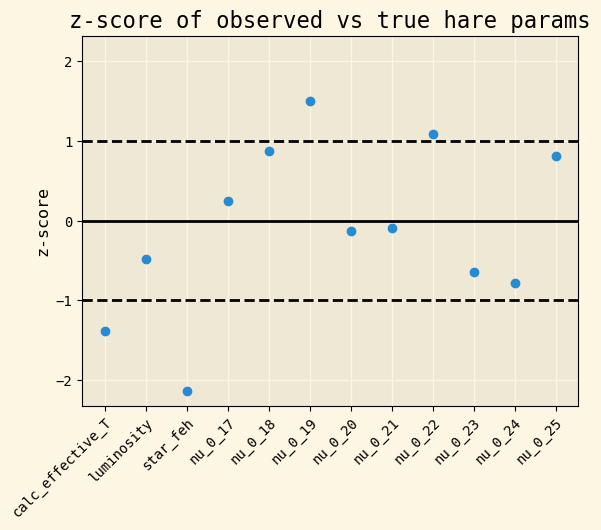 z-score of observed vs true hare params
z-score
2
1
0
−1
−2
calc_effective_T
luminosity
star_feh
nu_0_17
nu_0_18
nu_0_19
nu_0_20
nu_0_21
nu_0_22
nu_0_23
nu_0_24
nu_0_25